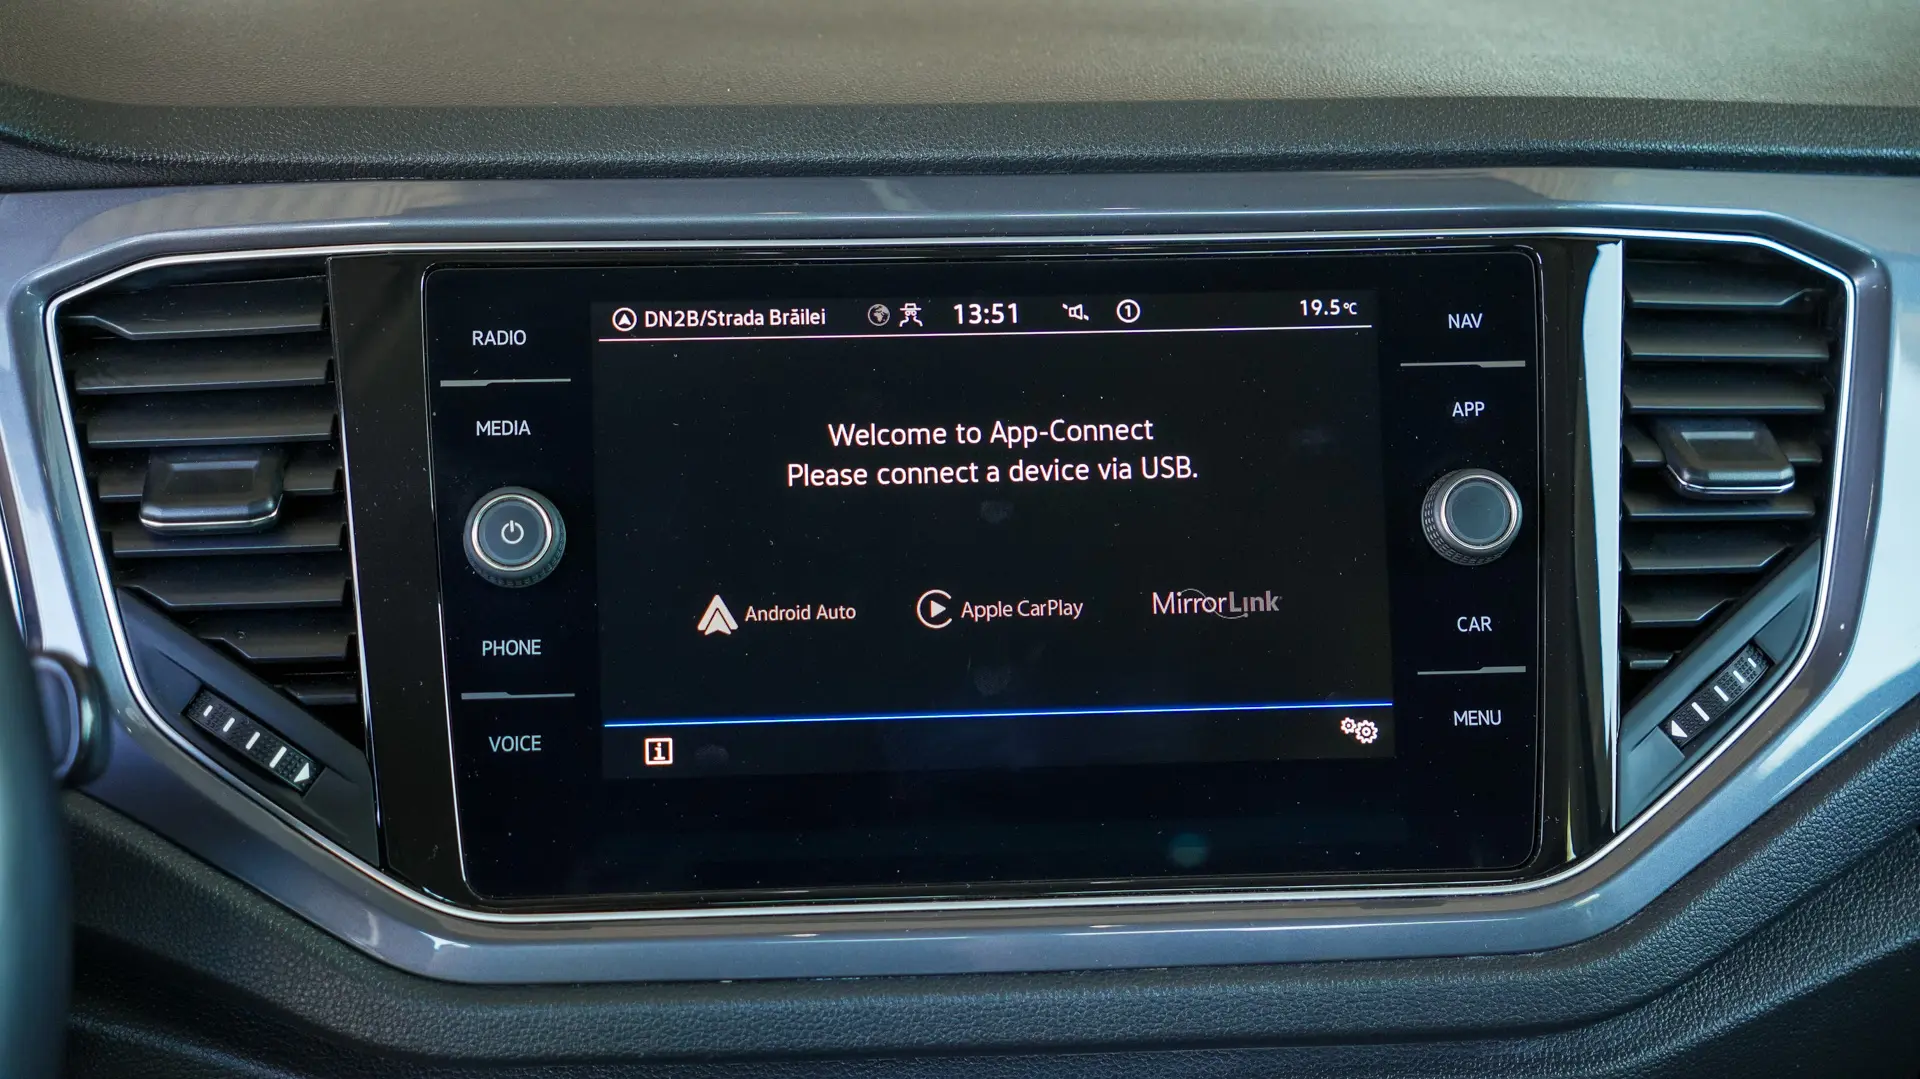 RADIO
MEDIA
PHONE
VOICE
DN2B/Strada Brăilei
13:51
1
19.5°C
Welcome to App-Connect
Please connect a device via USB.
Android Auto
Apple CarPlay
MirrorLink
i
NAV
APP
CAR
MENU